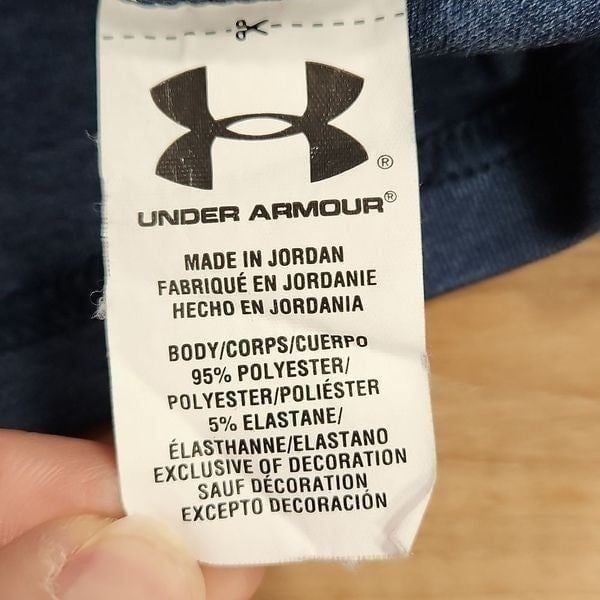 ®
UNDER ARMOUR®
MADE IN JORDAN
FABRIQUÉ EN JORDANIE
HECHO EN JORDANIA
BODY/CORPS/CUERPO
95% POLYESTER/
POLYESTER/POLIÉSTER
5% ELASTANE/
ÉLASTHANNE/ELASTANO
EXCLUSIVE OF DECORATION
SAUF DÉCORATION
EXCEPTO DECORACIÓN